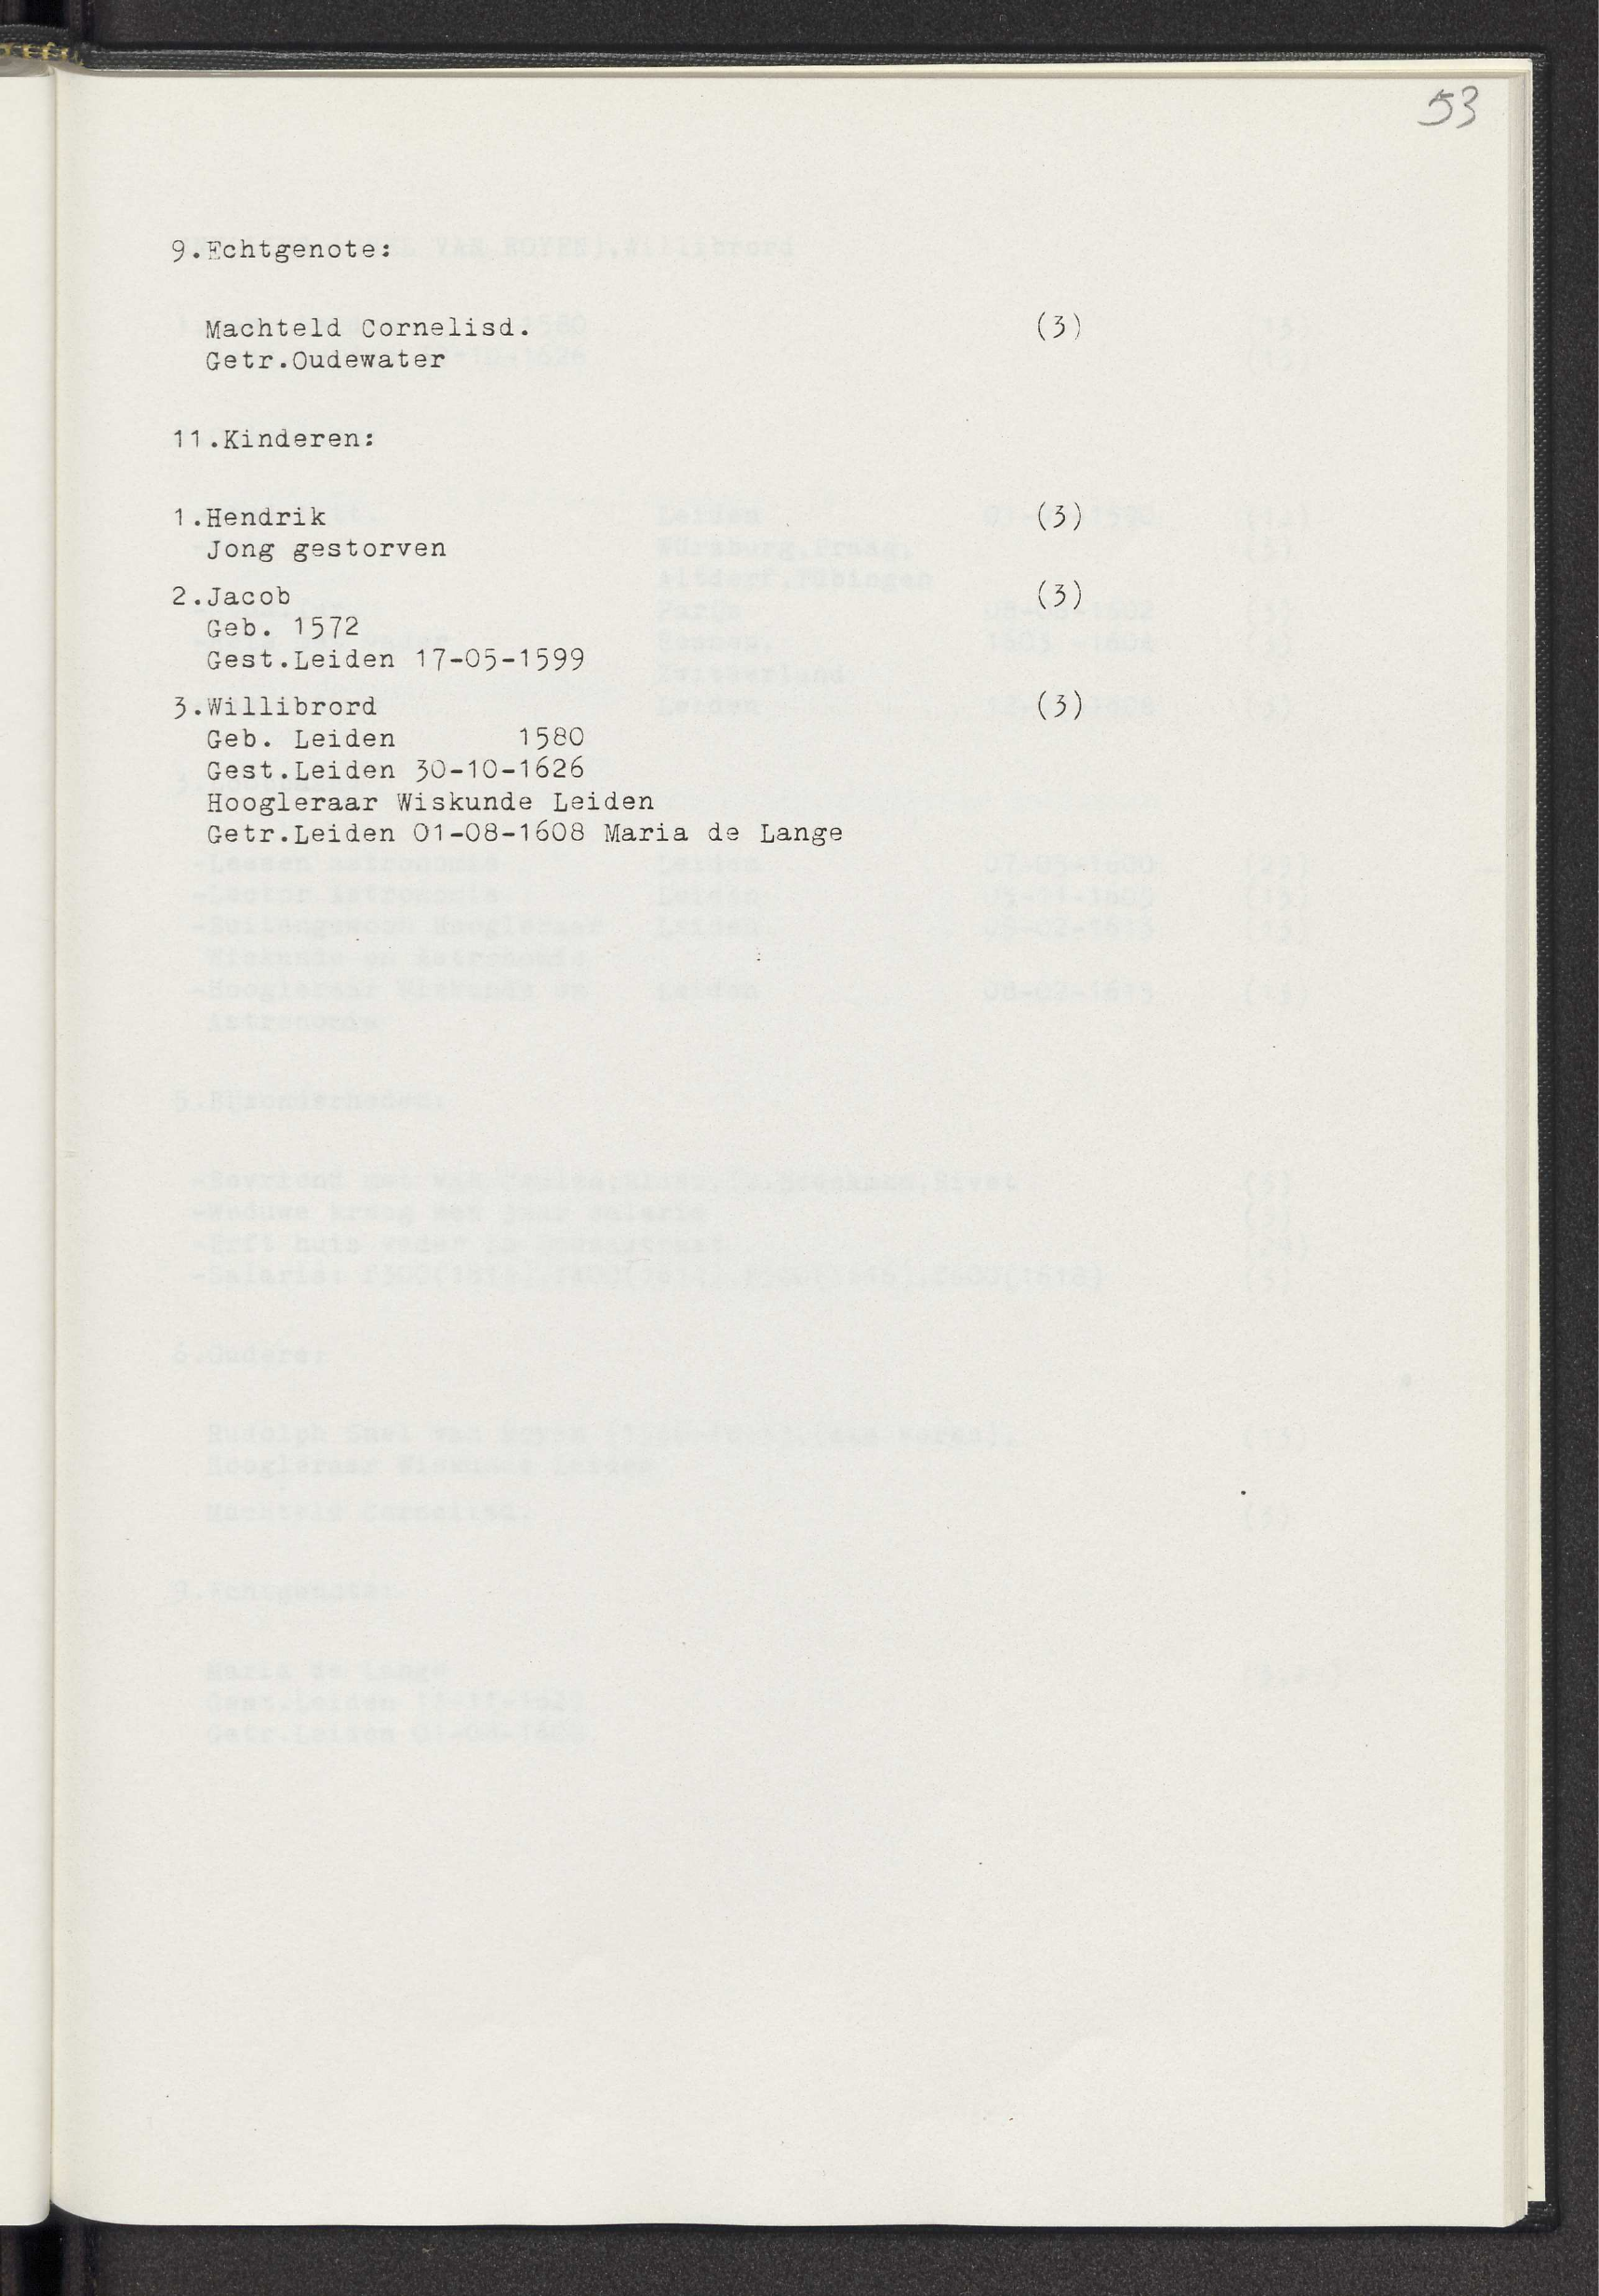 53
9.Echtgenote:
Machteld Cornelisd. (3)
Getr.Oudewater
11.Kinderen:
1.Hendrik (3)
Jong gestorven
2.Jacob (3)
Geb. 1572
Gest.Leiden 17-05-1599
3.Willibrord (3)
Geb. Leiden 1580
Gest.Leiden 30-10-1626
Hoogleraar Wiskunde Leiden
Getr.Leiden 01-08-1608 Maria de Lange